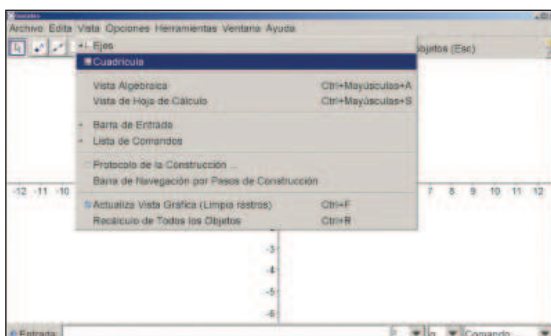 Archivo Edita Vista Opciones Herramientas Ventana Ayuda
Ejes
(Esc)
Cuadrícula
Vista Algebraica Ctrl+Mayúsculas+A
Vista de Hoja de Cálculo Ctrl+Mayúsculas+S
Barra de Entrada
Lista de Comandos
Protocolo de la Construcción ...
Barra de Navegación por Pasos de Construcción
Actualiza Vista Gráfica (Limpia rastros) Ctrl+F
Recálculo de Todos los Objetos Ctrl+R
-12 -11 -10 7 8 9 10 11 12
-3
-4
-5
-6
Entrada: 2 α Comando